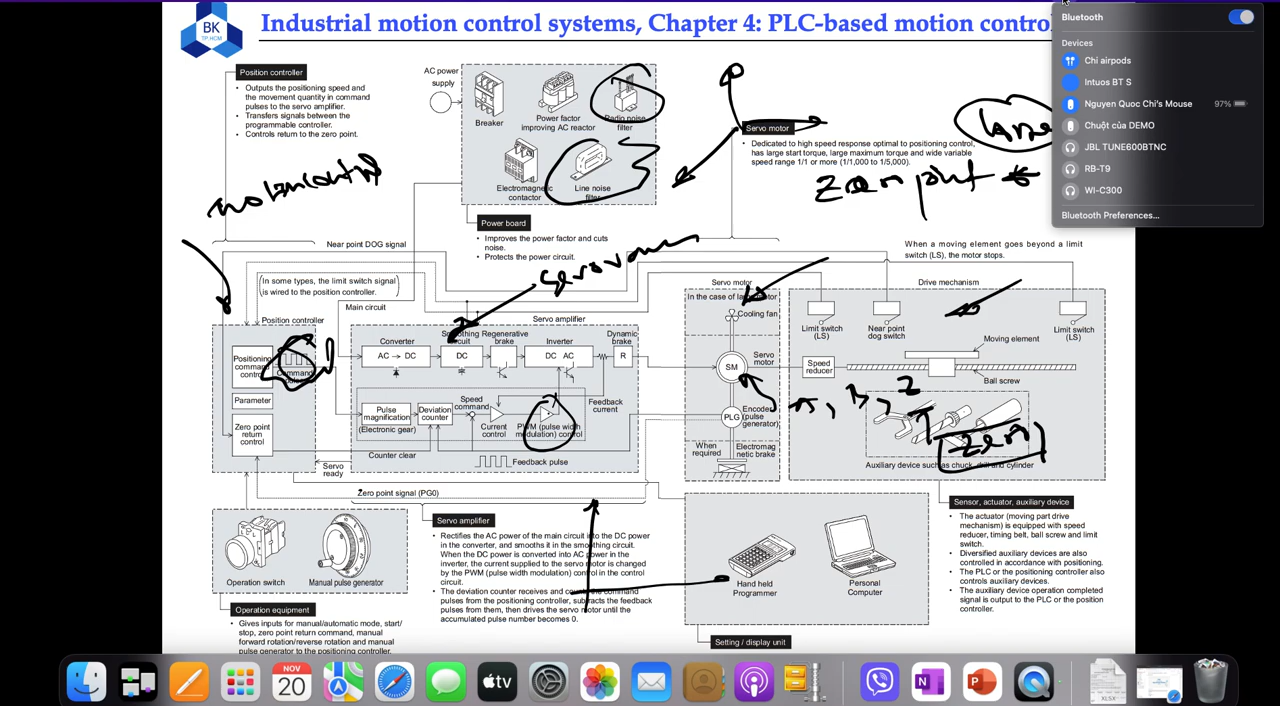 BK
TP.HCM
Industrial motion control systems, Chapter 4: PLC-based motion contro
Bluetooth
Devices
Chi airpods
Intuos BT S
Nguyen Quoc Chi's Mouse
97%
Chuột của DEMO
JBL TUNE600BTNC
RB-T9
WI-C300
Bluetooth Preferences...
Position controller
• Outputs the positioning speed and
the movement quantity in command
pulses to the servo amplifier.
• Transfers signals between the
programmable controller.
• Controls return to the zero point.
motion control
AC power
supply
Breaker
Power factor
improving AC reactor
Radio noise
filter
Electromagnetic
contactor
Line noise
filter
Power board
• Improves the power factor and cuts
noise.
• Protects the power circuit.
Servo motor
• Dedicated to high speed response optimal to positioning control,
has large start torque, large maximum torque and wide variable
speed range 1/1 or more (1/1,000 to 1/5,000).
Zero point
Near point DOG signal
When a moving element goes beyond a limit
switch (LS), the motor stops.
In some types, the limit switch signal
is wired to the position controller.
Main circuit
Position controller
Servo amplifier
Servo motor
In the case of large motor
Cooling fan
Drive mechanism
Converter
AC → DC
Smoothing
circuit
DC
Regenerative
brake
Inverter
DC AC
Dynamic
brake
R
SM
Servo
motor
Speed
reducer
Limit switch
(LS)
Near point
dog switch
Limit switch
(LS)
Moving element
Ball screw
Positioning
command
control
Command
pulse
Parameter
Zero point
return
control
Pulse
magnification
(Electronic gear)
Deviation
counter
Speed
command
Current
control
PWM (pulse width
modulation) control
Feedback
current
PLG
Encoder
(pulse
generator)
A, B, Z
Zero
Counter clear
Feedback pulse
Servo
ready
When
required
Electromag
netic brake
Auxiliary device such as chuck, drill and cylinder
Zero point signal (PG0)
Operation switch
Manual pulse generator
Operation equipment
• Gives inputs for manual/automatic mode, start/
stop, zero point return command, manual
forward rotation/reverse rotation and manual
pulse generator to the positioning controller.
Servo amplifier
• Rectifies the AC power of the main circuit into the DC power
in the converter, and smoothes it in the smoothing circuit.
When the DC power is converted into AC power in the
inverter, the current supplied to the servo motor is changed
by the PWM (pulse width modulation) control in the control
circuit.
• The deviation counter receives and counts the command
pulses from the positioning controller, subtracts the feedback
pulses from them, then drives the servo motor until the
accumulated pulse number becomes 0.
Hand held
Programmer
Personal
Computer
Setting / display unit
Sensor, actuator, auxiliary device
• The actuator (moving part drive
mechanism) is equipped with speed
reducer, timing belt, ball screw and limit
switch.
• Diversified auxiliary devices are also
controlled in accordance with positioning.
• The PLC or the positioning controller also
controls auxiliary devices.
• The auxiliary device operation completed
signal is output to the PLC or the position
controller.
NOV
20
tv
XLSX